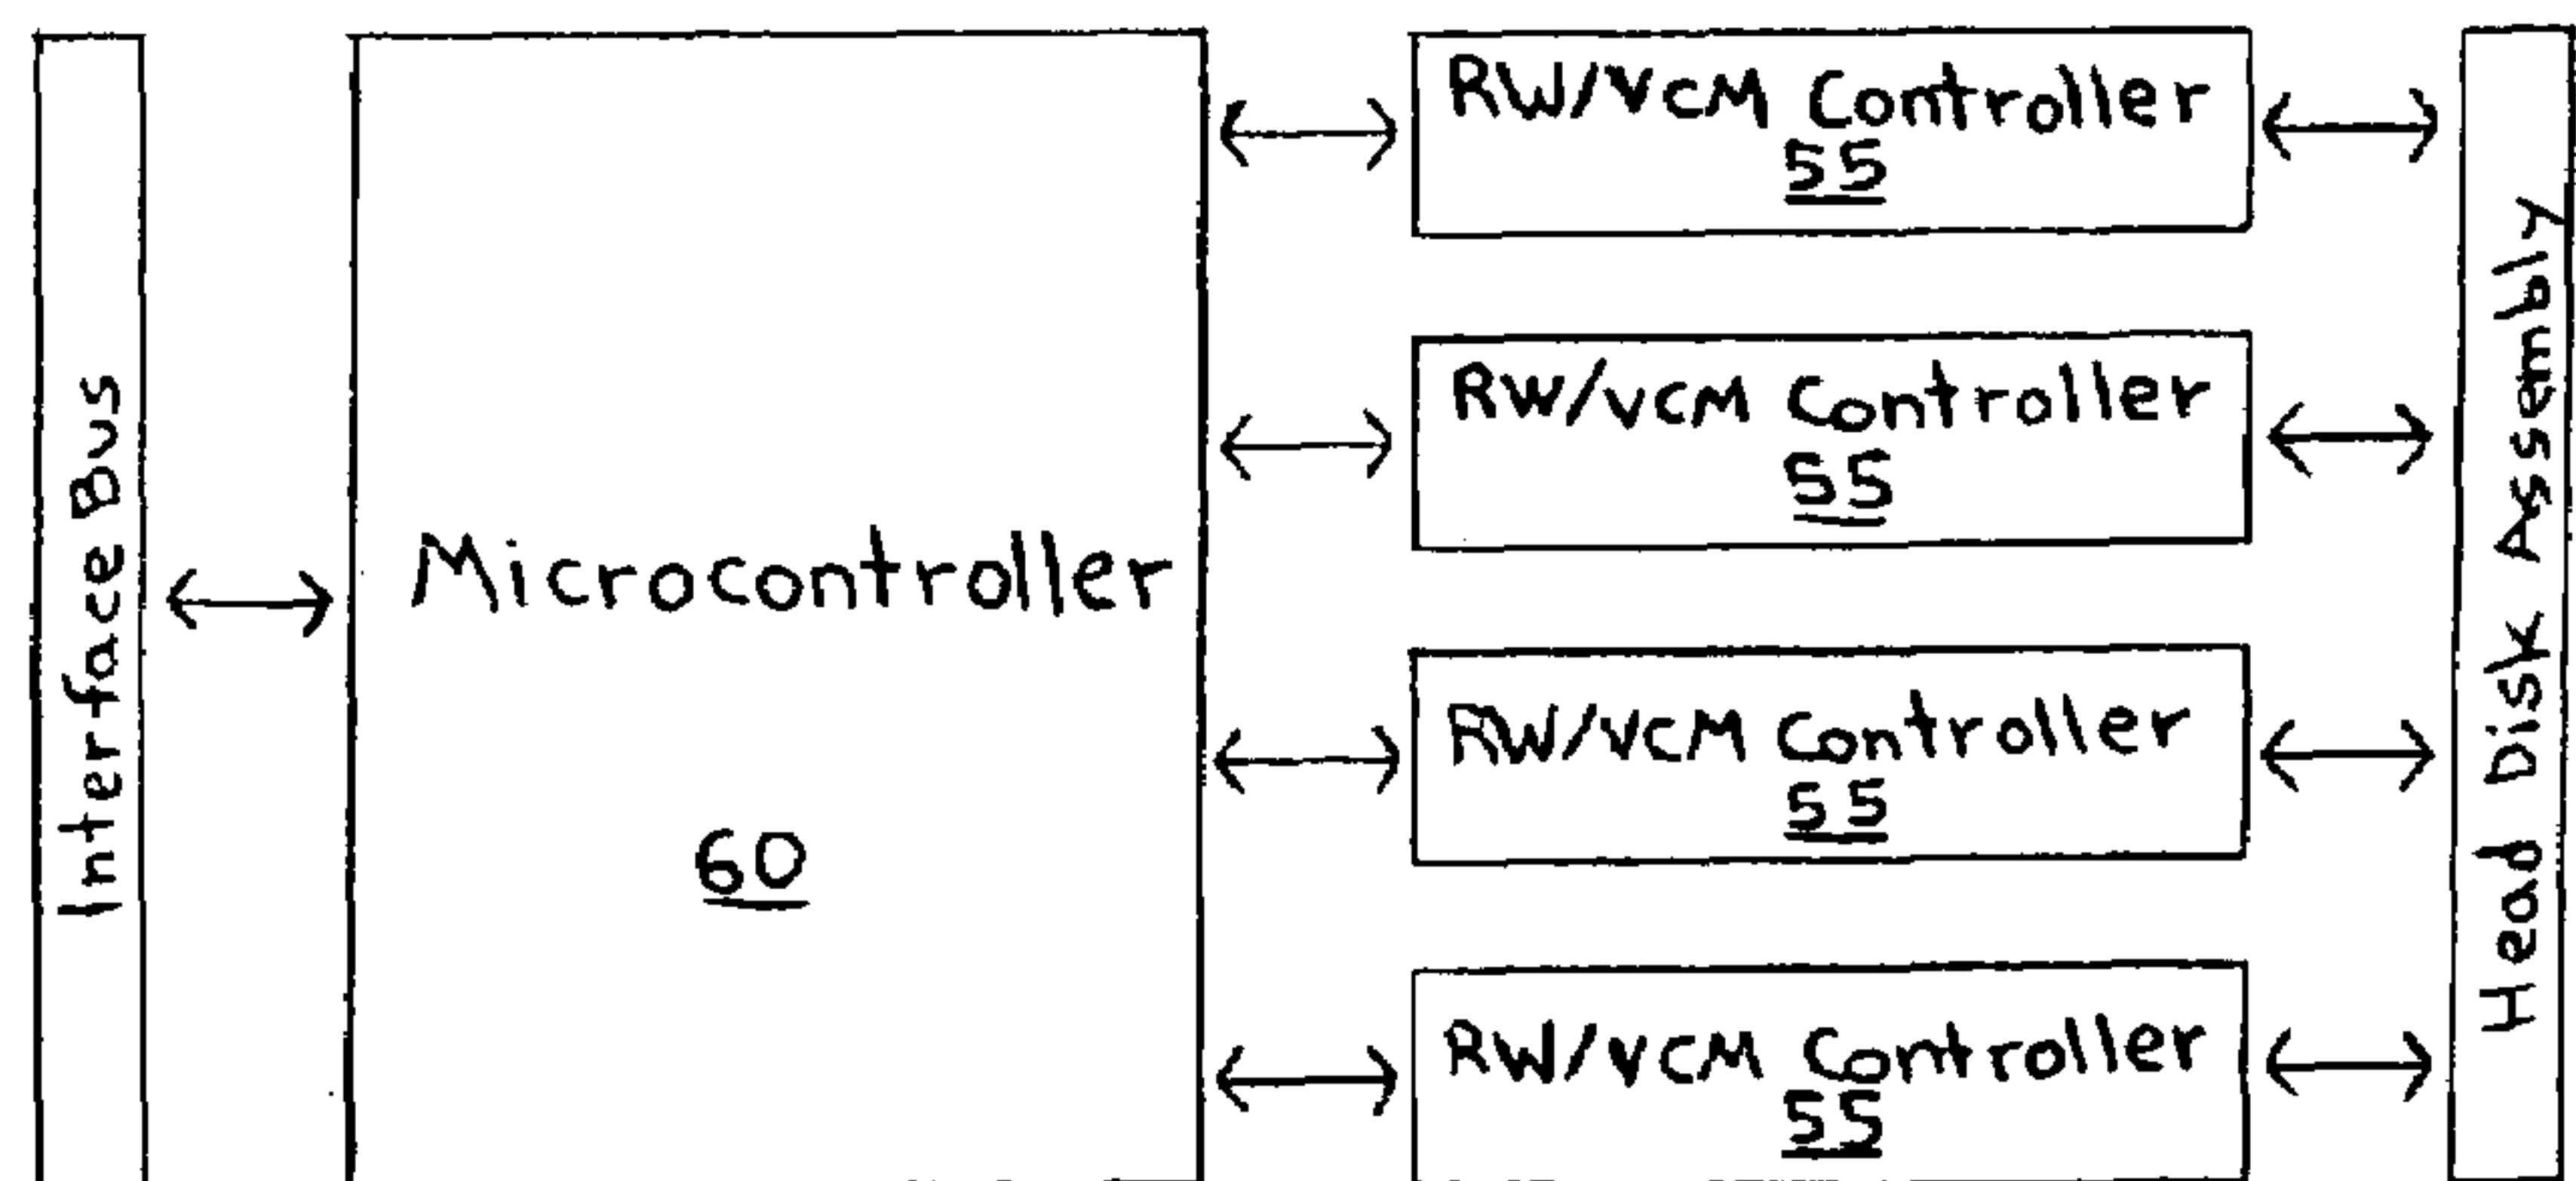 Interface Bus
Microcontroller
60
RW/VCM Controller
55
RW/VCM Controller
55
RW/VCM Controller
55
RW/VCM Controller
55
Head Disk Assembly